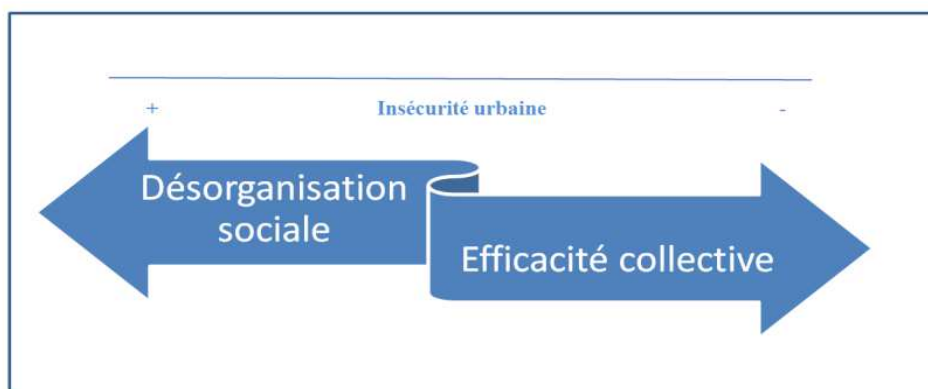 + Insécurité urbaine -
Désorganisation
sociale
Efficacité collective